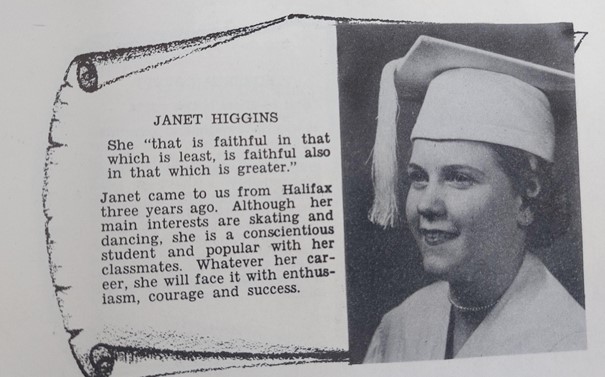 JANET HIGGINS
She "that is faithful in that
which is least, is faithful also
in that which is greater."
Janet came to us from Halifax
three years ago. Although her
main interests are skating and
dancing, she is a conscientious
student and popular with her
classmates. Whatever her car-
eer, she will face it with enthus-
iasm, courage and success.